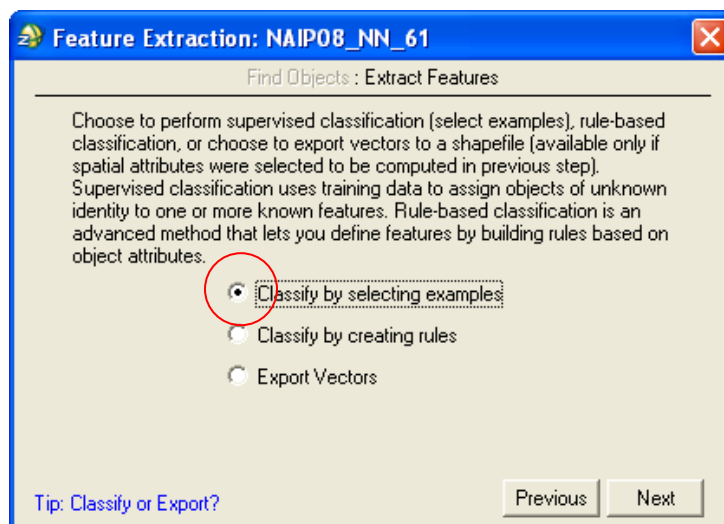 Feature Extraction: NAIP08_NN_61
Find Objects : Extract Features
Choose to perform supervised classification (select examples), rule-based
classification, or choose to export vectors to a shapefile (available only if
spatial attributes were selected to be computed in previous step).
Supervised classification uses training data to assign objects of unknown
identity to one or more known features. Rule-based classification is an
advanced method that lets you define features by building rules based on
object attributes.
Classify by selecting examples
Classify by creating rules
Export Vectors
Tip: Classify or Export?
Previous
Next